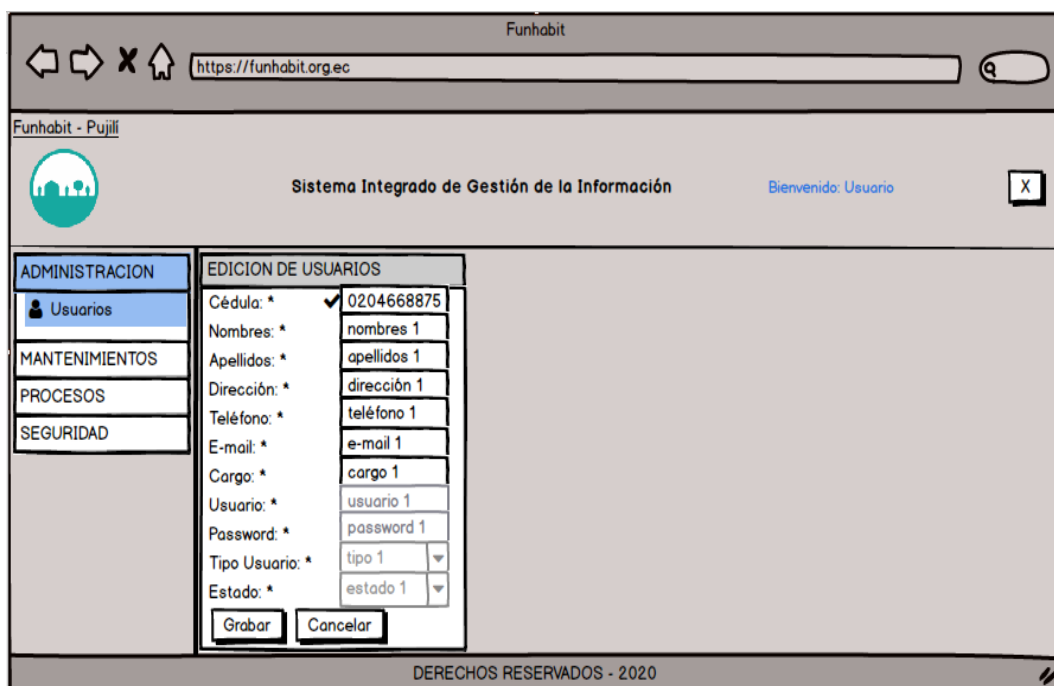 Funhabit
https://funhabit.org.ec
Funhabit - Pujilí
Sistema Integrado de Gestión de la Información
Bienvenido: Usuario
X
ADMINISTRACION
Usuarios
MANTENIMIENTOS
PROCESOS
SEGURIDAD
EDICION DE USUARIOS
Cédula: * 0204668875
Nombres: * nombres 1
Apellidos: * apellidos 1
Dirección: * dirección 1
Teléfono: * teléfono 1
E-mail: * e-mail 1
Cargo: * cargo 1
Usuario: * usuario 1
Password: * password 1
Tipo Usuario: * tipo 1
Estado: * estado 1
Grabar Cancelar
DERECHOS RESERVADOS - 2020